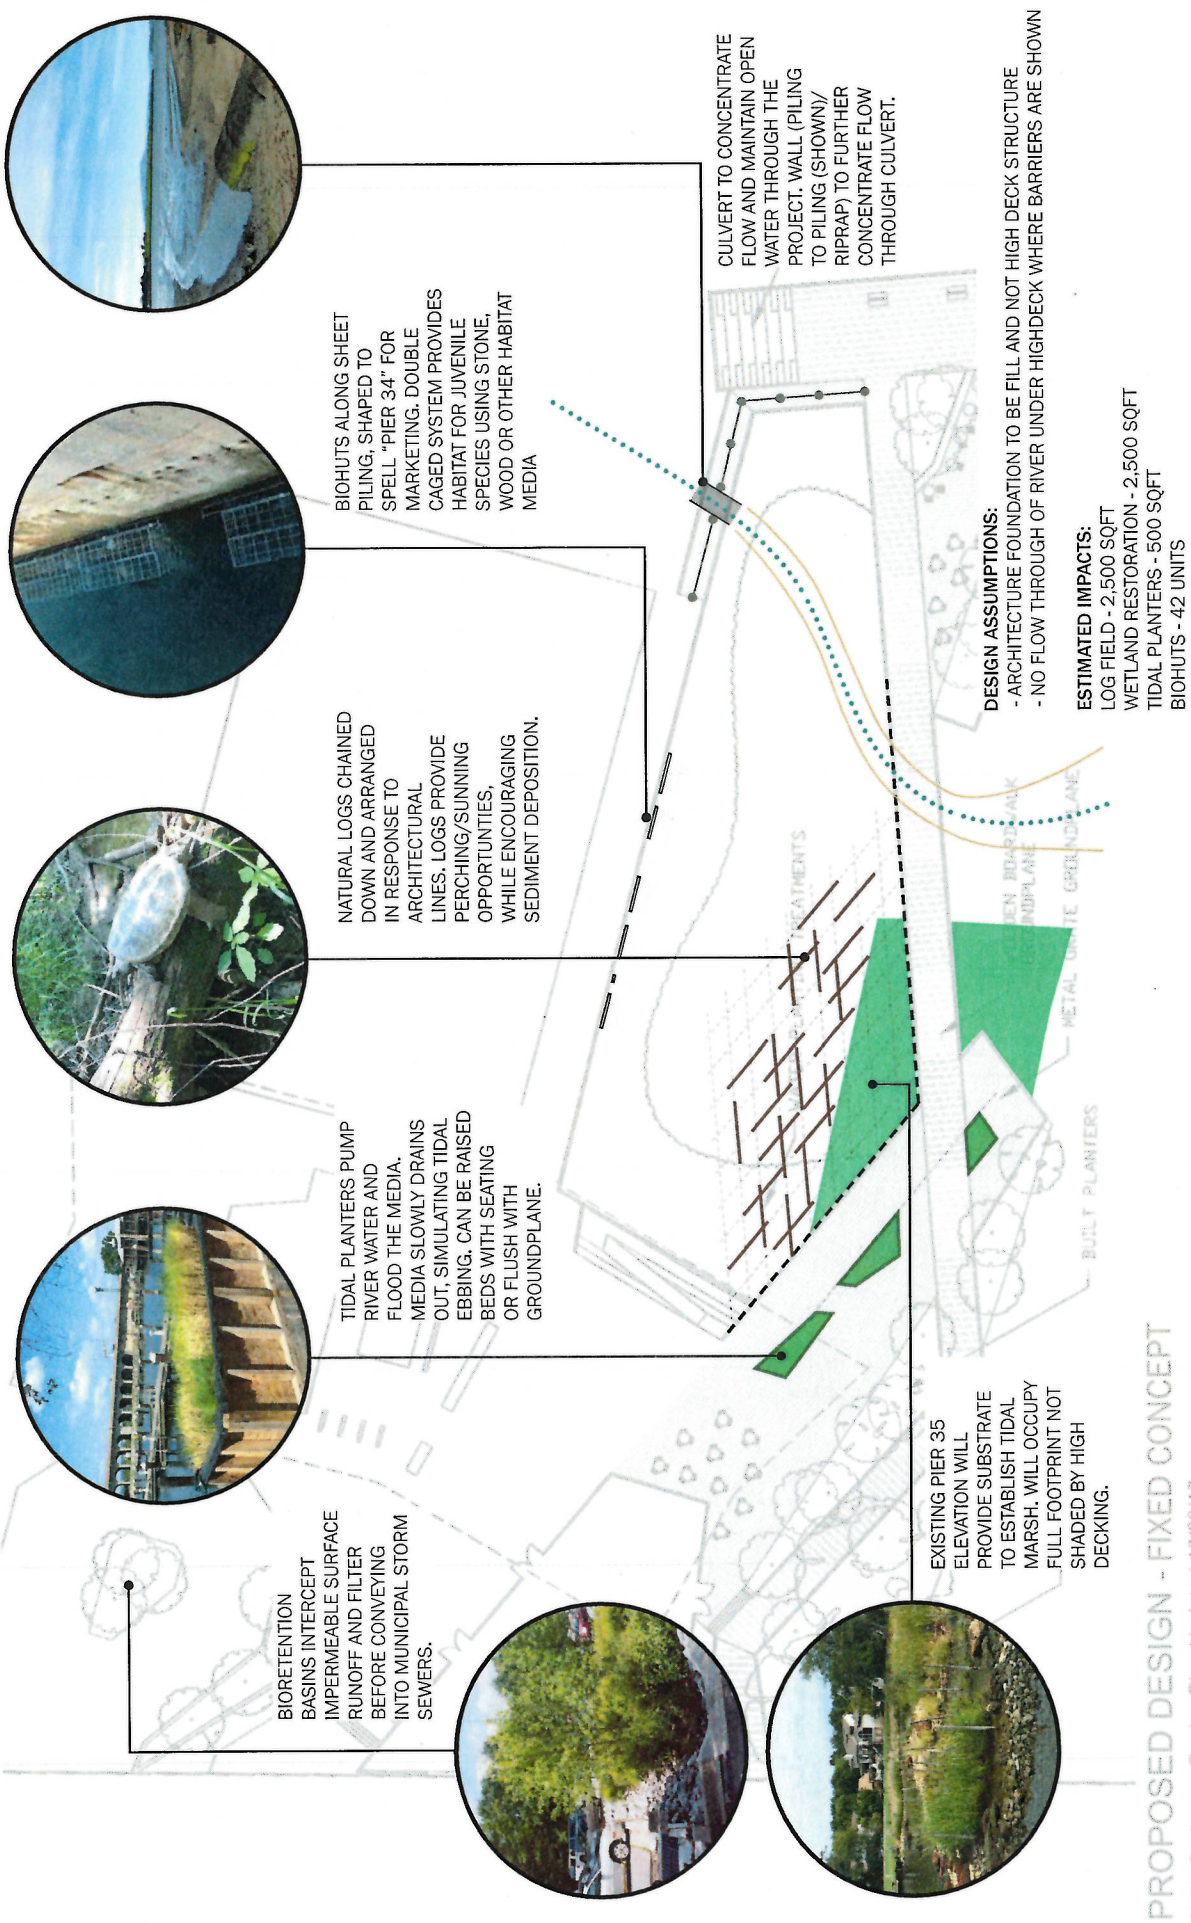 BIORETENTION
BASINS INTERCEPT
IMPERMEABLE SURFACE
RUNOFF AND FILTER
BEFORE CONVEYING
INTO MUNICIPAL STORM
SEWERS.
TIDAL PLANTERS PUMP
RIVER WATER AND
FLOOD THE MEDIA.
MEDIA SLOWLY DRAINS
OUT, SIMULATING TIDAL
EBBING. CAN BE RAISED
BEDS WITH SEATING
OR FLUSH WITH
GROUNDPLANE.
NATURAL LOGS CHAINED
DOWN AND ARRANGED
IN RESPONSE TO
ARCHITECTURAL
LINES. LOGS PROVIDE
PERCHING/SUNNING
OPPORTUNTIES,
WHILE ENCOURAGING
SEDIMENT DEPOSITION.
BIOHUTS ALONG SHEET
PILING, SHAPED TO
SPELL "PIER 34" FOR
MARKETING. DOUBLE
CAGED SYSTEM PROVIDES
HABITAT FOR JUVENILE
SPECIES USING STONE,
WOOD OR OTHER HABITAT
MEDIA
CULVERT TO CONCENTRATE
FLOW AND MAINTAIN OPEN
WATER THROUGH THE
PROJECT. WALL (PILING
TO PILING (SHOWN)/
RIPRAP) TO FURTHER
CONCENTRATE FLOW
THROUGH CULVERT.
EXISTING PIER 35
ELEVATION WILL
PROVIDE SUBSTRATE
TO ESTABLISH TIDAL
MARSH. WILL OCCUPY
FULL FOOTPRINT NOT
SHADED BY HIGH
DECKING.
BUILT PLANTERS
METAL GRATE GROUNDPLANE
BOARDWALK
TREATMENTS
DESIGN ASSUMPTIONS:
- ARCHITECTURE FOUNDATION TO BE FILL AND NOT HIGH DECK STRUCTURE
- NO FLOW THROUGH OF RIVER UNDER HIGHDECK WHERE BARRIERS ARE SHOWN
ESTIMATED IMPACTS:
LOG FIELD - 2,500 SQFT
WETLAND RESTORATION - 2,500 SQFT
TIDAL PLANTERS - 500 SQFT
BIOHUTS - 42 UNITS
PROPOSED DESIGN - FIXED CONCEPT